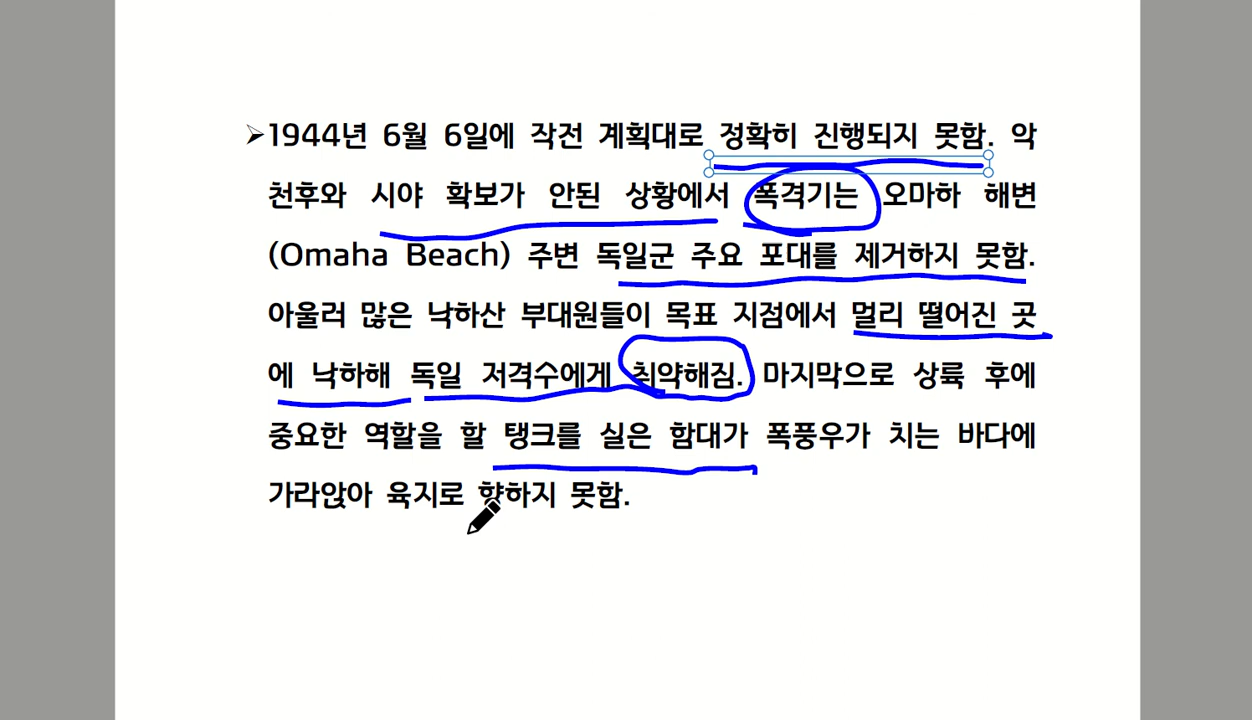 ➢1944년 6월 6일에 작전 계획대로 정확히 진행되지 못함. 악
천후와 시야 확보가 안된 상황에서 폭격기는 오마하 해변
(Omaha Beach) 주변 독일군 주요 포대를 제거하지 못함.
아울러 많은 낙하산 부대원들이 목표 지점에서 멀리 떨어진 곳
에 낙하해 독일 저격수에게 취약해짐. 마지막으로 상륙 후에
중요한 역할을 할 탱크를 실은 함대가 폭풍우가 치는 바다에
가라앉아 육지로 향하지 못함.